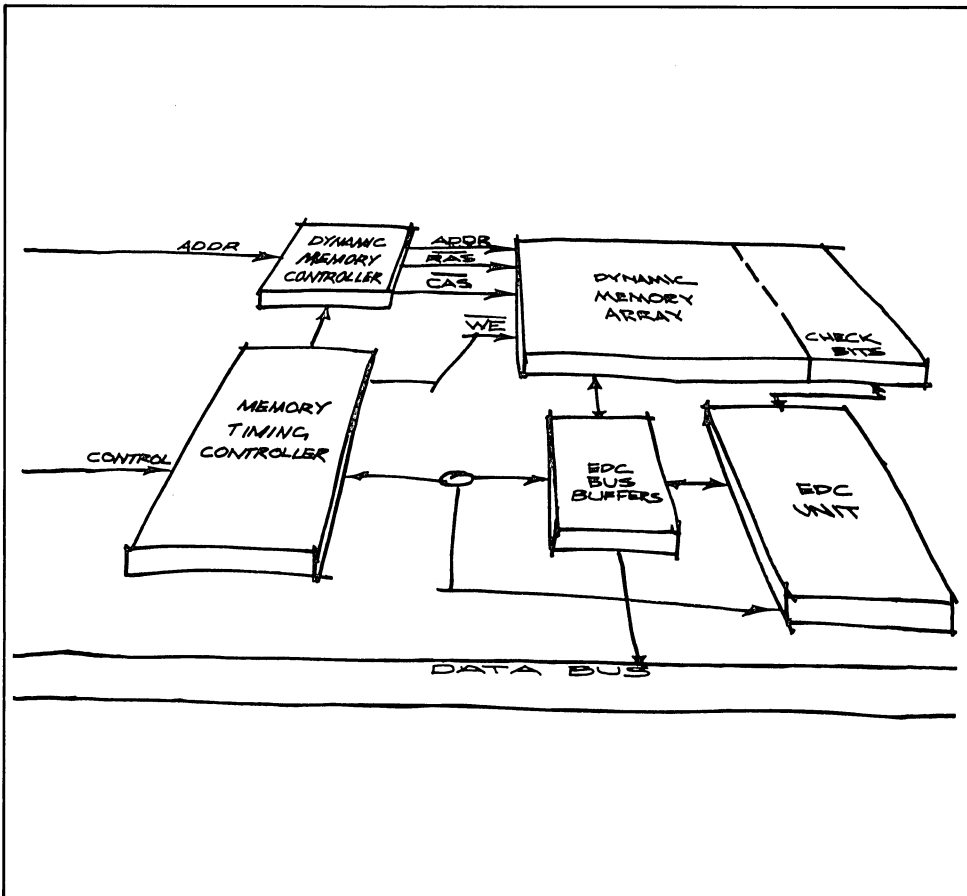 ADDR
DYNAMIC
MEMORY
CONTROLLER
ADDR
RAS
CAS
WE
DYNAMIC
MEMORY
ARRAY
CHECK
BITS
MEMORY
TIMING
CONTROLLER
CONTROL
EDC
BUS
BUFFERS
EDC
UNIT
DATA BUS